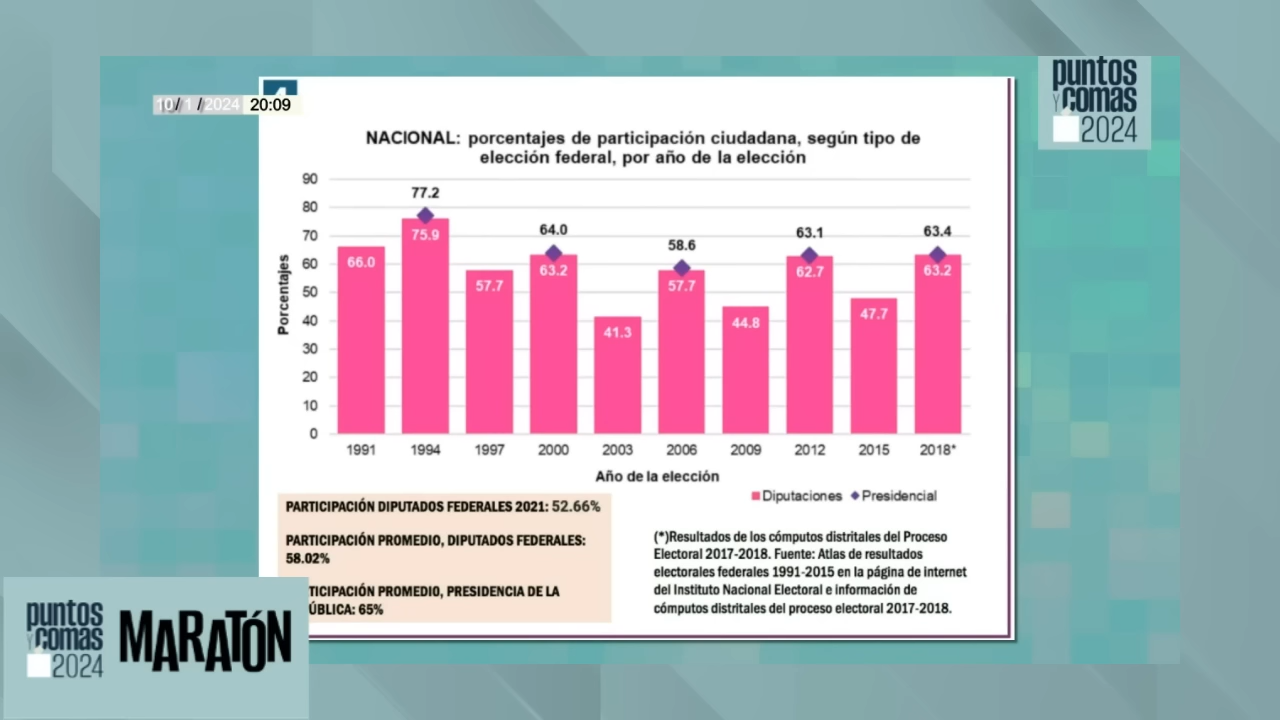 10/ 1 /2024 20:09
puntos
y comas
2024
NACIONAL: porcentajes de participación ciudadana, según tipo de
elección federal, por año de la elección
Porcentajes
90
80
70
60
50
40
30
20
10
0
77.2
64.0
58.6
63.1
63.4
66.0
75.9
57.7
63.2
41.3
57.7
44.8
62.7
47.7
63.2
1991 1994 1997 2000 2003 2006 2009 2012 2015 2018*
Año de la elección
Diputaciones Presidencial
PARTICIPACIÓN DIPUTADOS FEDERALES 2021: 52.66%
PARTICIPACIÓN PROMEDIO, DIPUTADOS FEDERALES:
58.02%
TICIPACIÓN PROMEDIO, PRESIDENCIA DE LA
ÚBLICA: 65%
(*)Resultados de los cómputos distritales del Proceso
Electoral 2017-2018. Fuente: Atlas de resultados
electorales federales 1991-2015 en la página de internet
del Instituto Nacional Electoral e información de
cómputos distritales del proceso electoral 2017-2018.
puntos
y comas
2024
MARATÓN